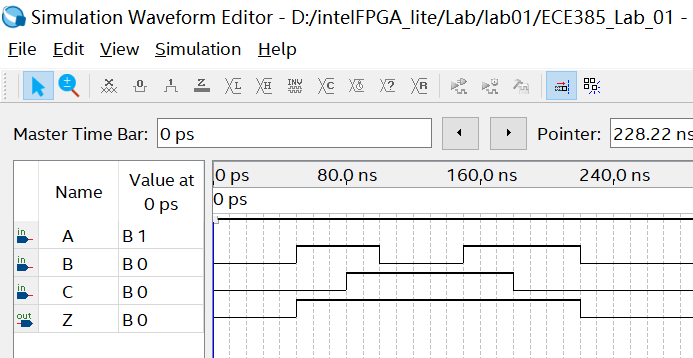 Simulation Waveform Editor - D:/intelFPGA_lite/Lab/lab01/ECE385_Lab_01 -
File Edit View Simulation Help
Master Time Bar: 0 ps Pointer: 228.22 ns
Name Value at 0 ps
0 ps 80.0 ns 160.0 ns 240.0 ns
0 ps
in A B 1
in B B 0
in C B 0
out Z B 0